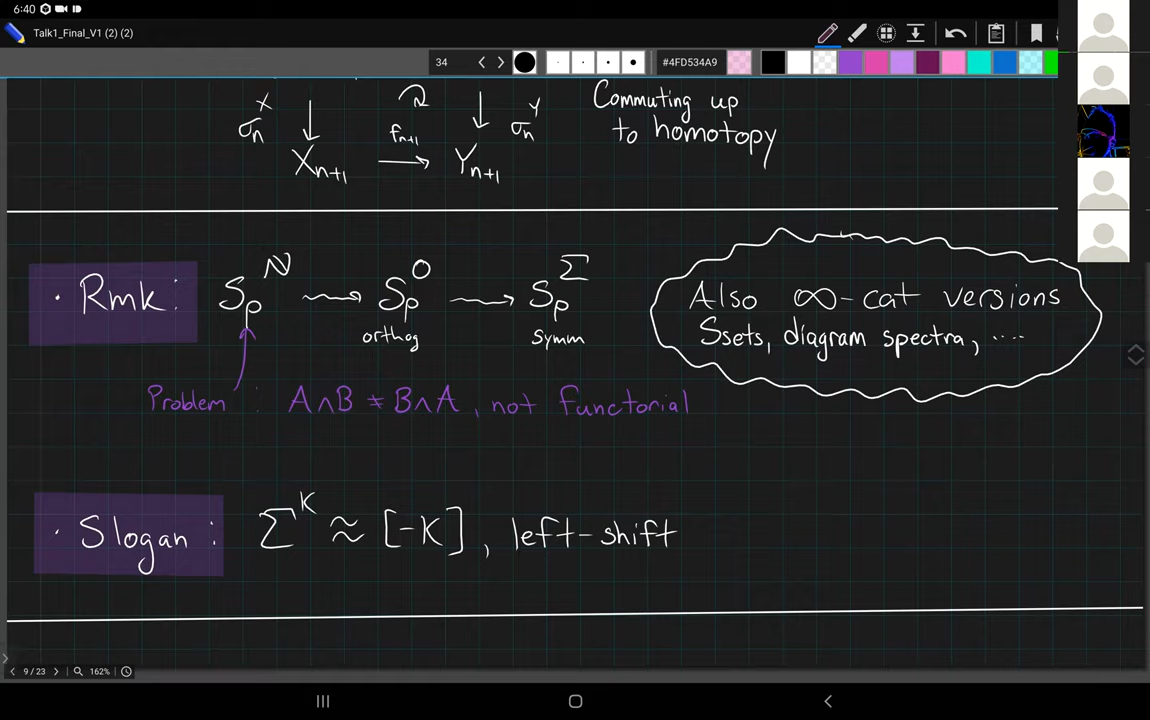 6:40
Talk1_Final_V1 (2) (2)
34
#4FD534A9
σₙˣ
fₙ₊₁
σₙʸ
Xₙ₊₁ → Yₙ₊₁
Commuting up
to homotopy
· Rmk: Sp^N ⇝ Sp^O ⇝ Sp^Σ
orthog
symm
Also ∞-cat versions
Ssets, diagram spectra, ....
Problem : A∧B ≠ B∧A, not functorial
· Slogan: Σ^K ≈ [-K], left-shift
9 / 23
162%